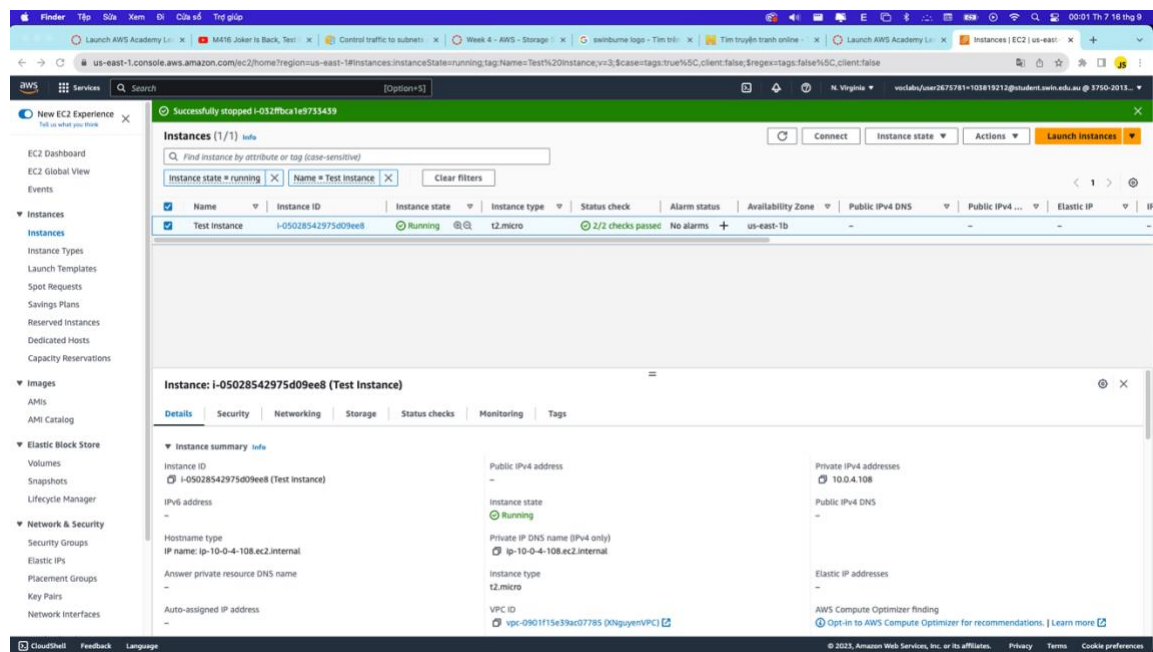 Finder Tệp Sửa Xem Đi Cửa sổ Trợ giúp E 00:01 Th 7 16 thg 9
Launch AWS Academy Le M416 Joker Is Back, Test Control traffic to subnets Week 4 - AWS - Storage swinburne logo - Tìm Tìm truyện tranh online - Launch AWS Academy Le Instances | EC2 | us-east-
us-east-1.console.aws.amazon.com/ec2/home?region=us-east-1#Instances:instanceState=running;tag:Name=Test%20Instance;v=3;$case=tags:true%5C,client:false;$regex=tags:false%5C,client:false JS
aws Services Search [Option+S] N. Virginia voclabs/user2675781=103819212@student.swin.edu.au @ 3750-2013...
New EC2 Experience
Tell us what you think
EC2 Dashboard
EC2 Global View
Events
Instances
Instances
Instance Types
Launch Templates
Spot Requests
Savings Plans
Reserved Instances
Dedicated Hosts
Capacity Reservations
Images
AMIs
AMI Catalog
Elastic Block Store
Volumes
Snapshots
Lifecycle Manager
Network & Security
Security Groups
Elastic IPs
Placement Groups
Key Pairs
Network Interfaces
Successfully stopped i-032ffbca1e9733439
Instances (1/1) Info Connect Instance state Actions Launch instances
Find instance by attribute or tag (case-sensitive)
Instance state = running Name = Test Instance Clear filters 1
Name Instance ID Instance state Instance type Status check Alarm status Availability Zone Public IPv4 DNS Public IPv4 ... Elastic IP
Test Instance i-05028542975d09ee8 Running t2.micro 2/2 checks passed No alarms + us-east-1b – – –
Instance: i-05028542975d09ee8 (Test Instance)
Details Security Networking Storage Status checks Monitoring Tags
Instance summary Info
Instance ID Public IPv4 address Private IPv4 addresses
i-05028542975d09ee8 (Test Instance) – 10.0.4.108
IPv6 address Instance state Public IPv4 DNS
– Running –
Hostname type Private IP DNS name (IPv4 only)
IP name: ip-10-0-4-108.ec2.internal ip-10-0-4-108.ec2.internal
Answer private resource DNS name Instance type Elastic IP addresses
– t2.micro –
Auto-assigned IP address VPC ID AWS Compute Optimizer finding
– vpc-0901f15e39ac07785 (XNguyenVPC) Opt-in to AWS Compute Optimizer for recommendations. | Learn more
CloudShell Feedback Language © 2023, Amazon Web Services, Inc. or its affiliates. Privacy Terms Cookie preferences